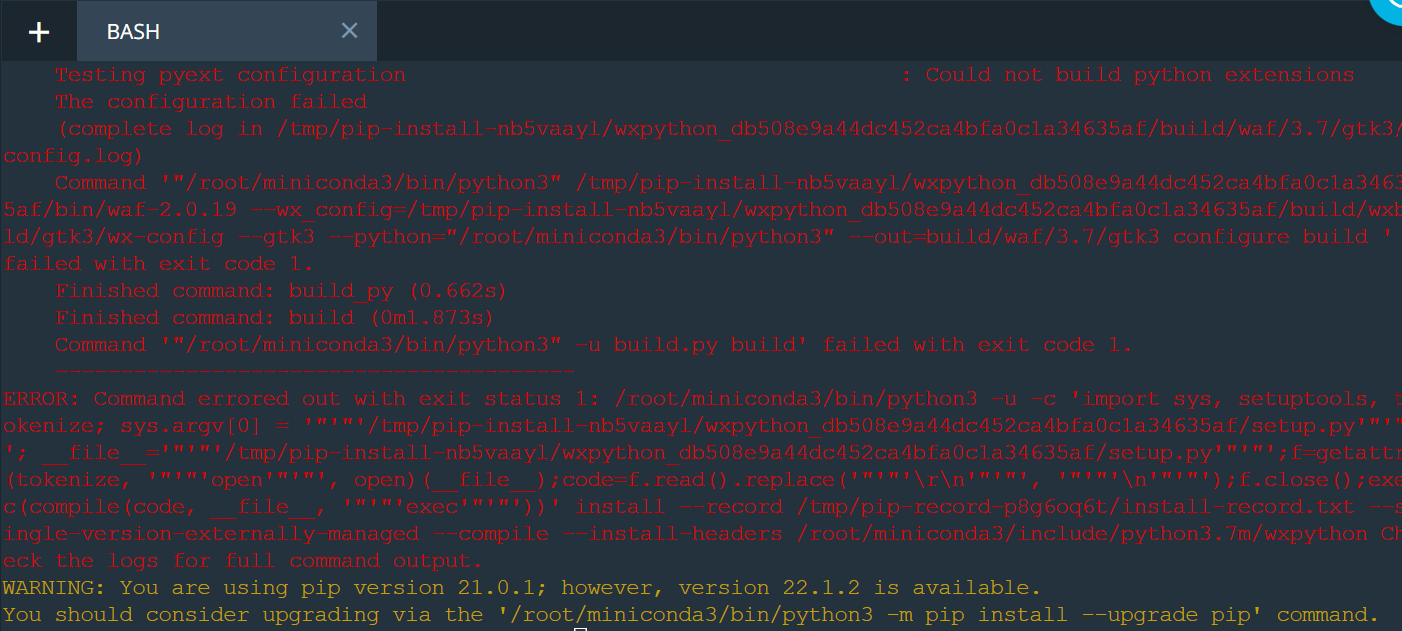 + BASH ×
Testing pyext configuration : Could not build python extensions
The configuration failed
(complete log in /tmp/pip-install-nb5vaayl/wxpython_db508e9a44dc452ca4bfa0c1a34635af/build/waf/3.7/gtk3/
config.log)
Command '"/root/miniconda3/bin/python3" /tmp/pip-install-nb5vaayl/wxpython_db508e9a44dc452ca4bfa0c1a3463
5af/bin/waf-2.0.19 --wx_config=/tmp/pip-install-nb5vaayl/wxpython_db508e9a44dc452ca4bfa0c1a34635af/build/wxb
ld/gtk3/wx-config --gtk3 --python="/root/miniconda3/bin/python3" --out=build/waf/3.7/gtk3 configure build '
failed with exit code 1.
Finished command: build_py (0.662s)
Finished command: build (0m1.873s)
Command '"/root/miniconda3/bin/python3" -u build.py build' failed with exit code 1.
----------------------------------------
ERROR: Command errored out with exit status 1: /root/miniconda3/bin/python3 -u -c 'import sys, setuptools, t
okenize; sys.argv[0] = '"'"'/tmp/pip-install-nb5vaayl/wxpython_db508e9a44dc452ca4bfa0c1a34635af/setup.py'"'"
'; __file__='"'"'/tmp/pip-install-nb5vaayl/wxpython_db508e9a44dc452ca4bfa0c1a34635af/setup.py'"'"';f=getattr
(tokenize, '"'"'open'"'"', open)(__file__);code=f.read().replace('"'"'\r\n'"'"', '"'"'\n'"'"');f.close();exe
c(compile(code, __file__, '"'"'exec'"'"'))' install --record /tmp/pip-record-p8g6oq6t/install-record.txt --s
ingle-version-externally-managed --compile --install-headers /root/miniconda3/include/python3.7m/wxpython Ch
eck the logs for full command output.
WARNING: You are using pip version 21.0.1; however, version 22.1.2 is available.
You should consider upgrading via the '/root/miniconda3/bin/python3 -m pip install --upgrade pip' command.